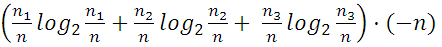 (n₁/n log₂ n₁/n + n₂/n log₂ n₂/n + n₃/n log₂ n₃/n) · (−n)